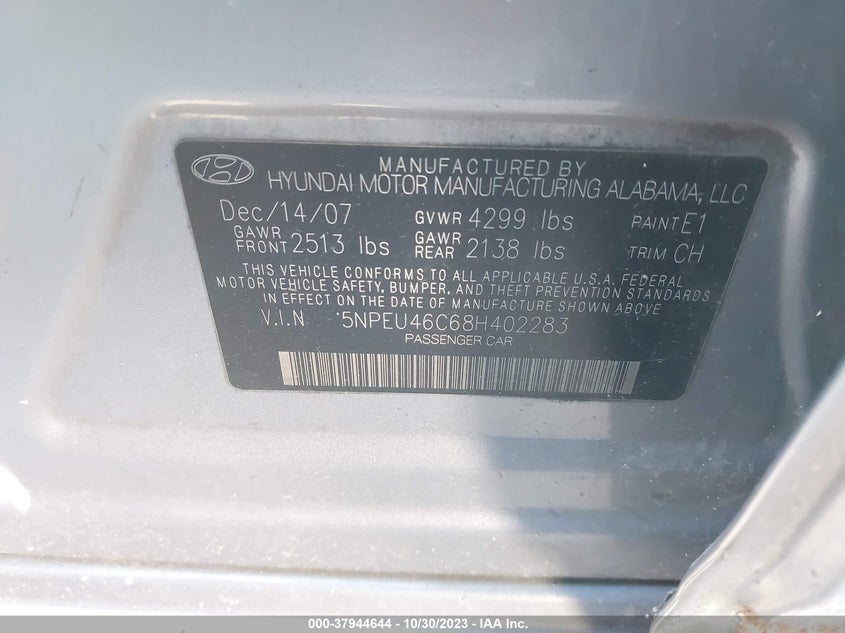 MANUFACTURED BY
HYUNDAI MOTOR MANUFACTURING ALABAMA, LLC
Dec/14/07 GVWR 4299 lbs PAINT E1
GAWR FRONT 2513 lbs GAWR REAR 2138 lbs TRIM CH
THIS VEHICLE CONFORMS TO ALL APPLICABLE U.S.A. FEDERAL
MOTOR VEHICLE SAFETY, BUMPER, AND THEFT PREVENTION STANDARDS
IN EFFECT ON THE DATE OF MANUFACTURE SHOWN ABOVE
V.I.N *5NPEU46C68H402283
PASSENGER CAR
000-37944644 | 10/30/2023 - IAA Inc.